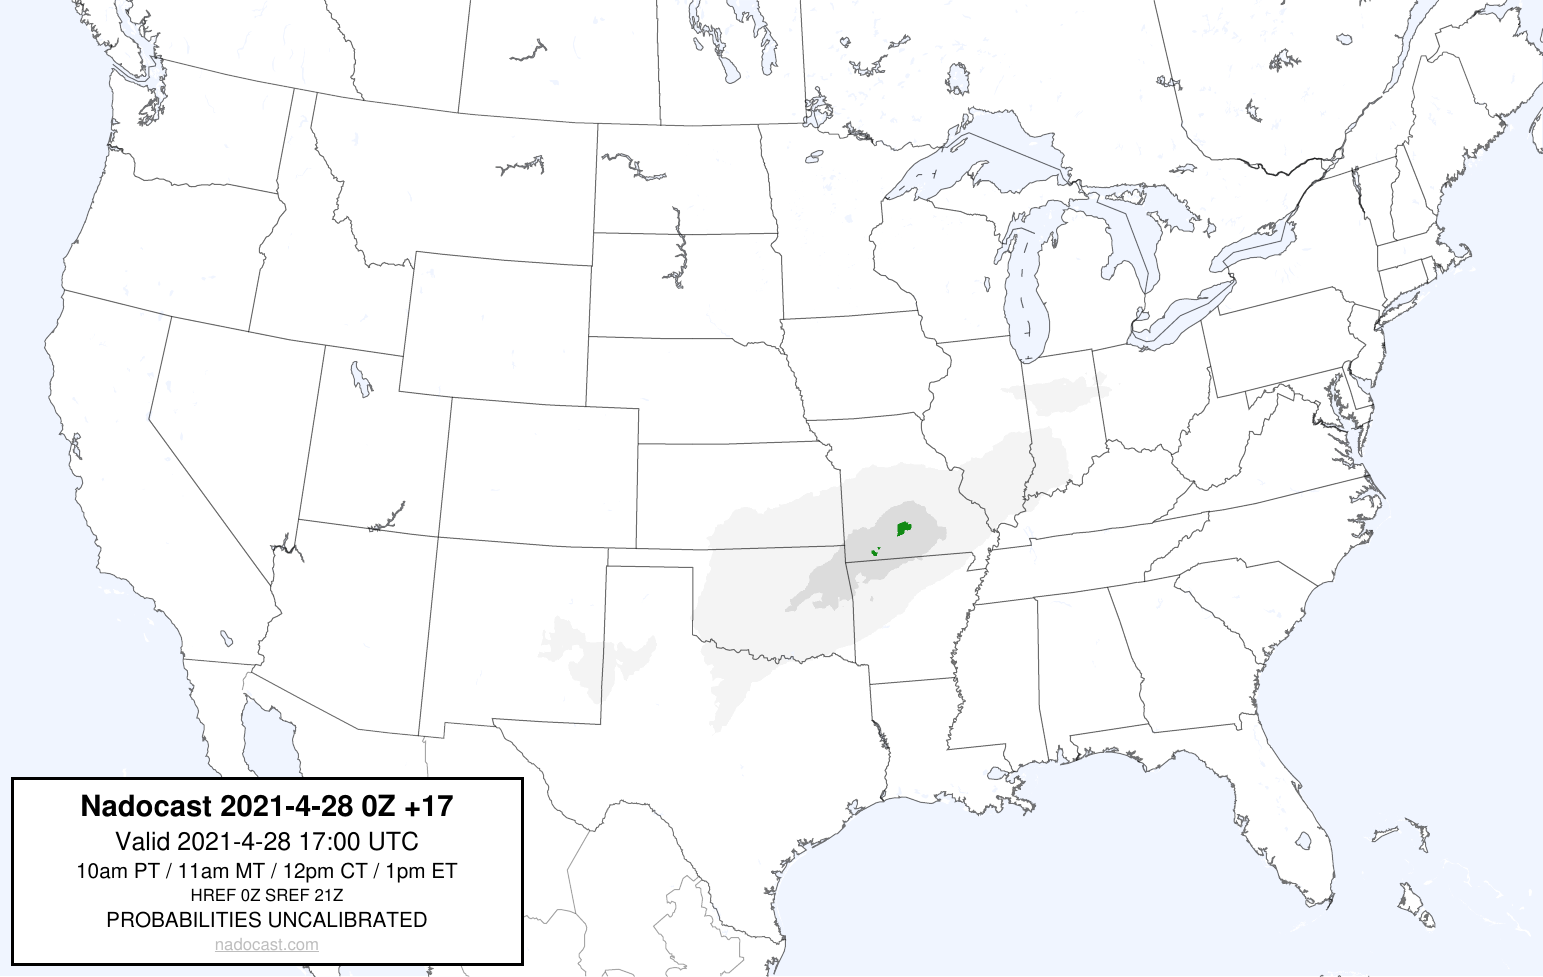 Nadocast 2021-4-28 0Z +17
Valid 2021-4-28 17:00 UTC
10am PT / 11am MT / 12pm CT / 1pm ET
HREF 0Z SREF 21Z
PROBABILITIES UNCALIBRATED
nadocast.com